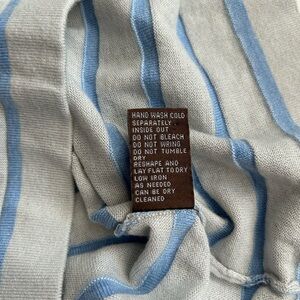 HAND WASH COLD
SEPARATELY
INSIDE OUT
DO NOT BLEACH
DO NOT WRING
DO NOT TUMBLE
DRY
RESHAPE AND
LAY FLAT TO DRY
LOW IRON
AS NEEDED
CAN BE DRY
CLEANED